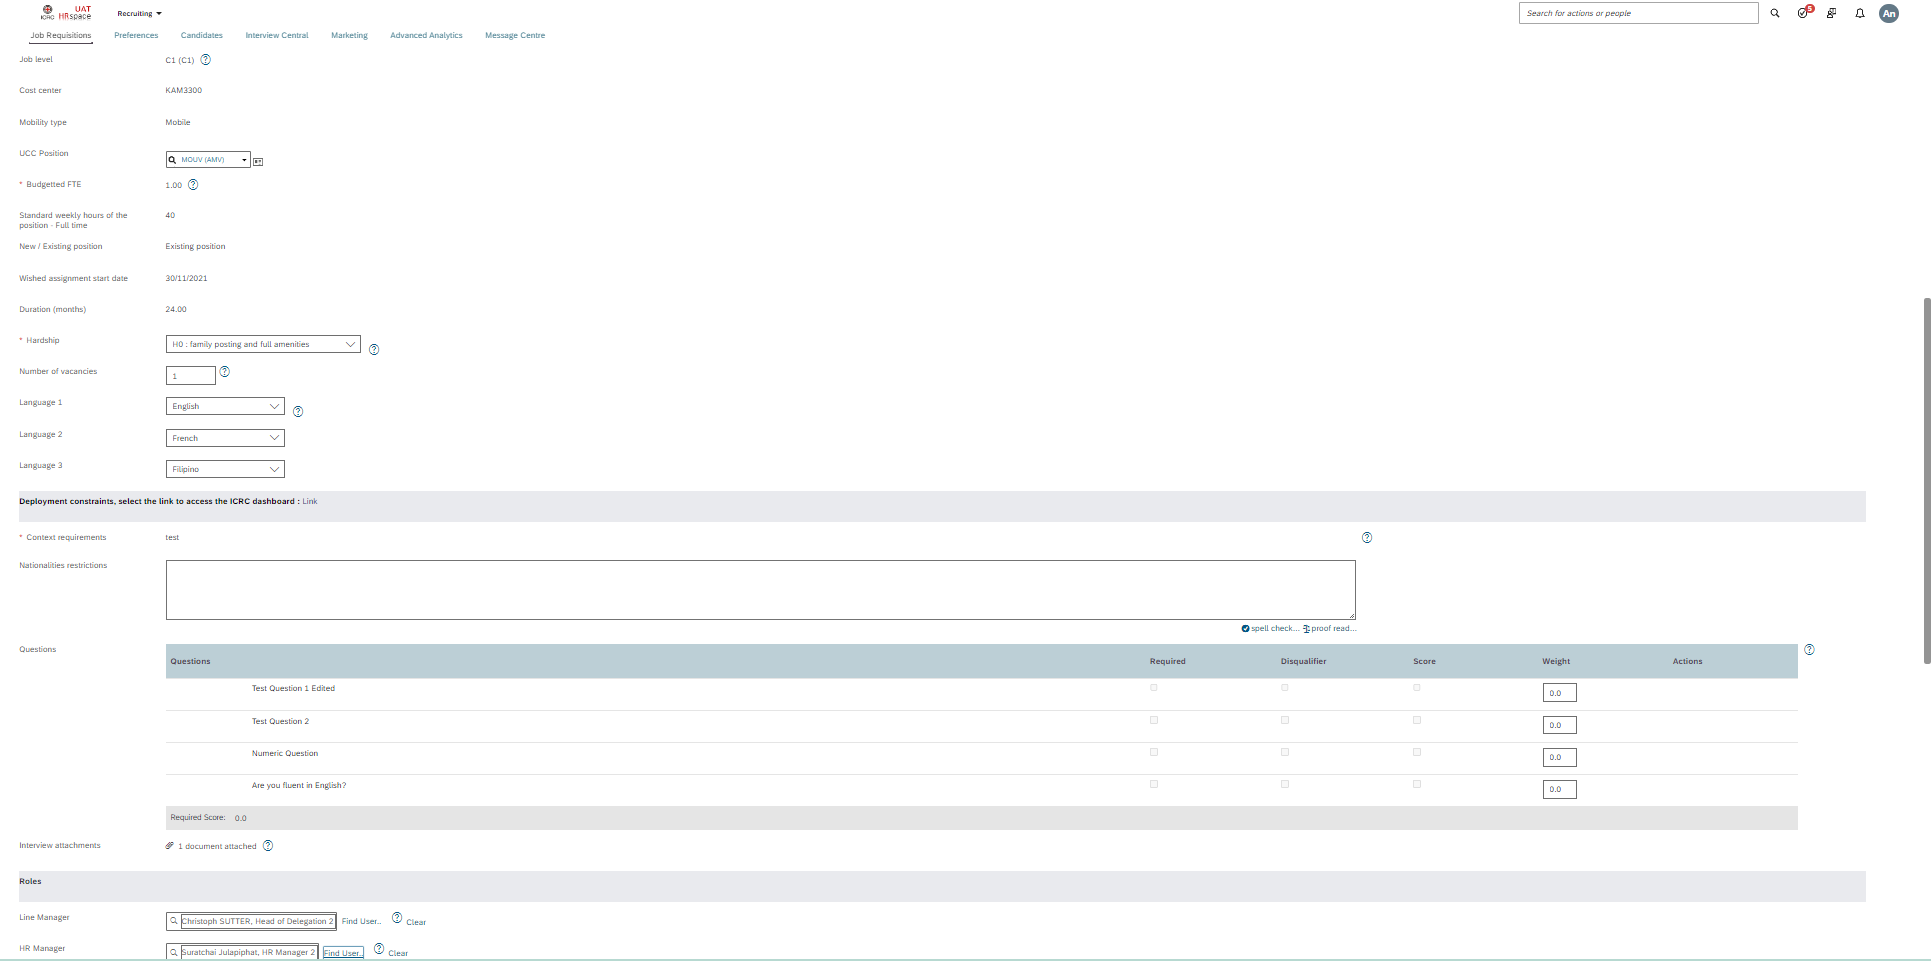 ICRC UAT HRspace Recruiting Search for actions or people 5 An
Job Requisitions Preferences Candidates Interview Central Marketing Advanced Analytics Message Centre
Job level C1 (C1) ?
Cost center KAM3300
Mobility type Mobile
UCC Position MOUV (AMV)
* Budgetted FTE 1.00 ?
Standard weekly hours of the
position - Full time 40
New / Existing position Existing position
Wished assignment start date 30/11/2021
Duration (months) 24.00
* Hardship H0 : family posting and full amenities ?
Number of vacancies 1 ?
Language 1 English ?
Language 2 French
Language 3 Filipino
Deployment constraints, select the link to access the ICRC dashboard : Link
* Context requirements test ?
Nationalities restrictions
spell check... proof read...
Questions ?
Questions Required Disqualifier Score Weight Actions
Test Question 1 Edited 0.0
Test Question 2 0.0
Numeric Question 0.0
Are you fluent in English? 0.0
Required Score: 0.0
Interview attachments 1 document attached ?
Roles
Line Manager Christoph SUTTER, Head of Delegation 2 Find User.. ? Clear
HR Manager Suratchai Julapiphat, HR Manager 2 Find User.. ? Clear